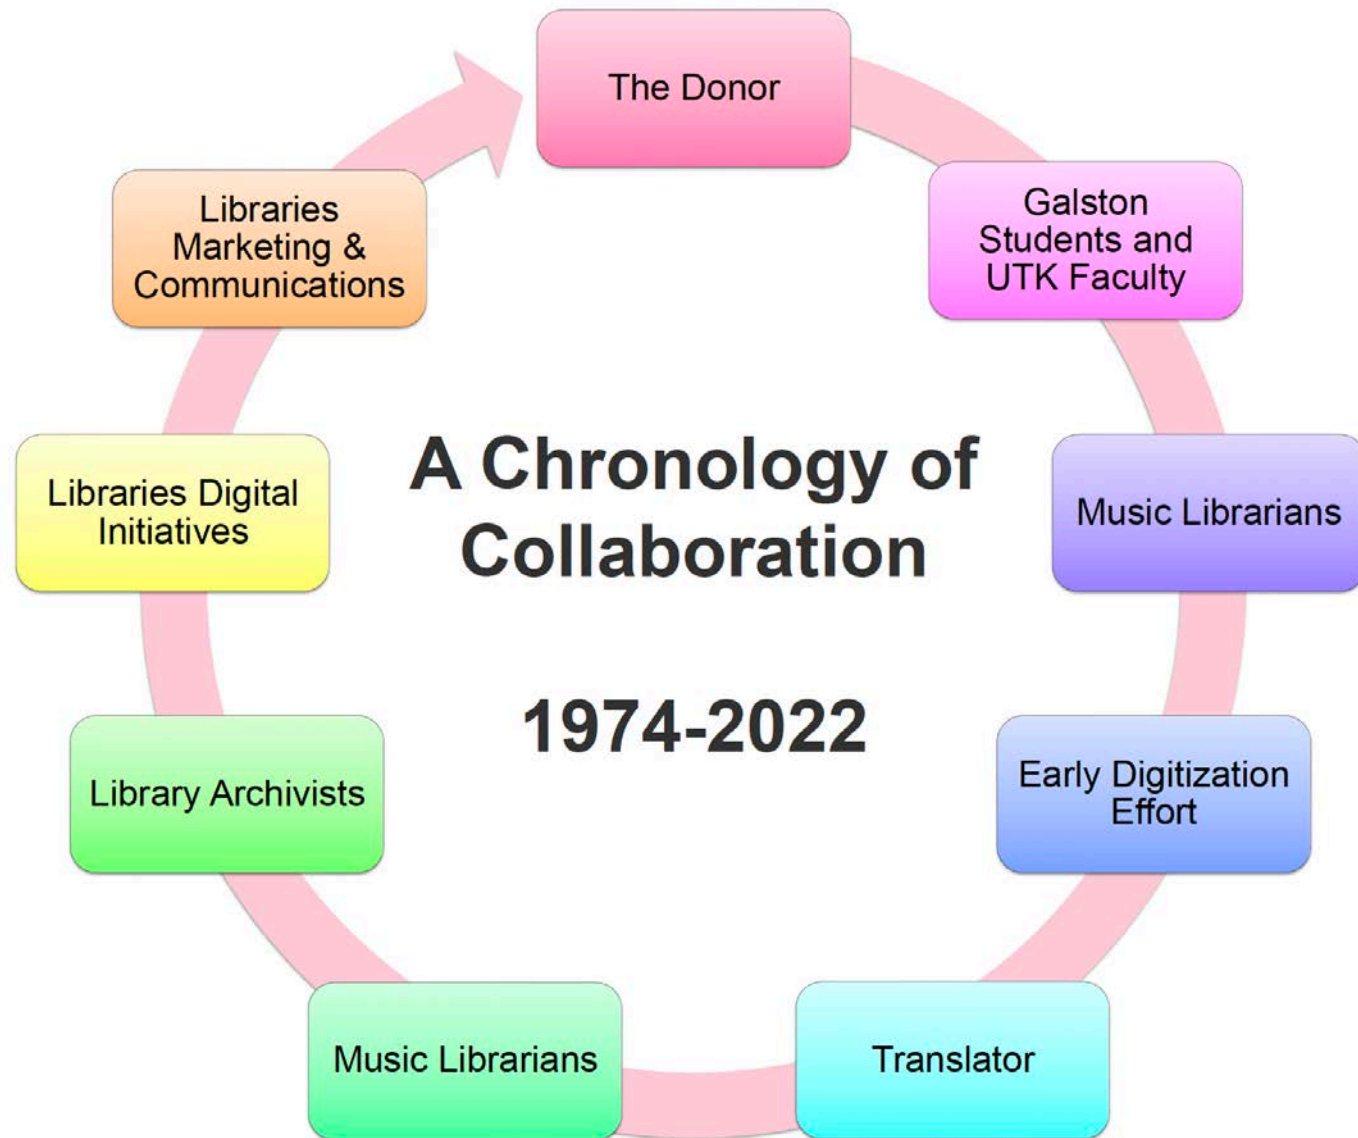 The Donor
Galston
Students and
UTK Faculty
Music Librarians
Early Digitization
Effort
Translator
Music Librarians
Library Archivists
Libraries Digital
Initiatives
Libraries
Marketing &
Communications
A Chronology of
Collaboration
1974-2022